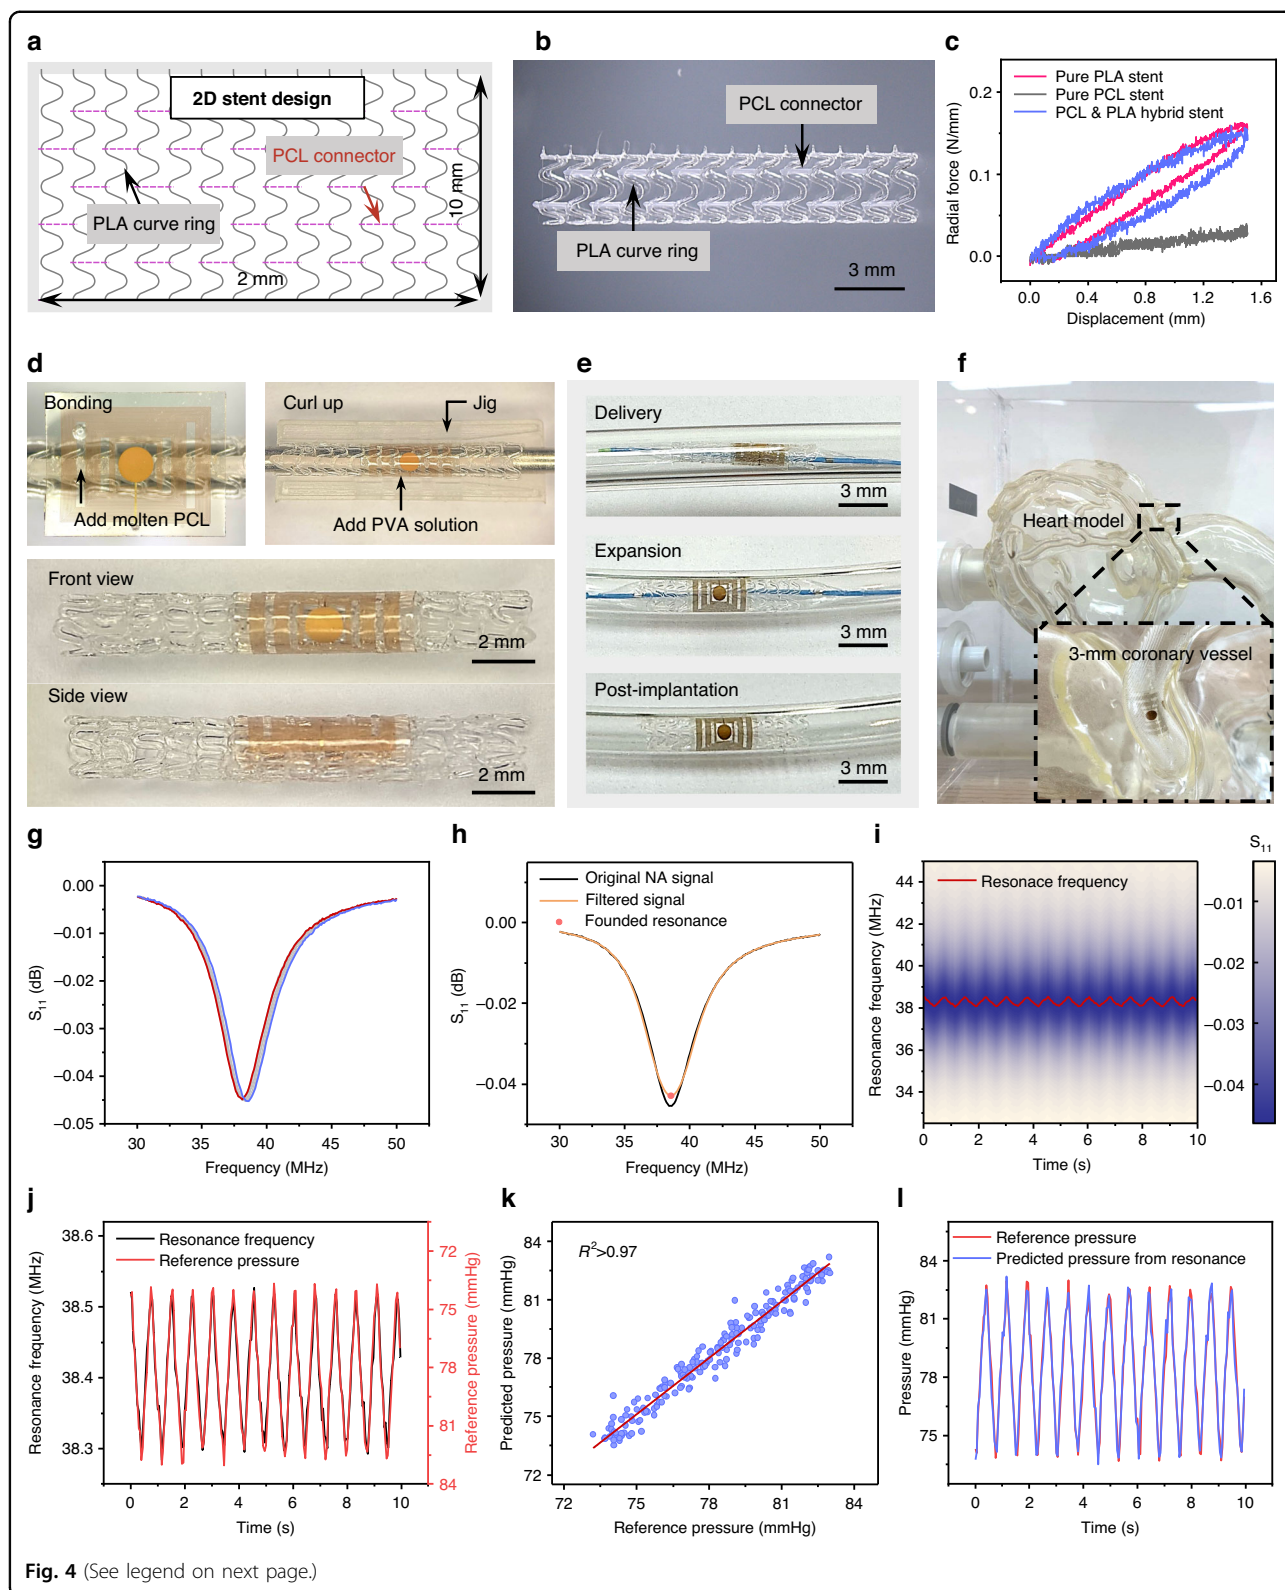 a
2D stent design
PCL connector
PLA curve ring
10 mm
2 mm
b
PCL connector
PLA curve ring
3 mm
c
Pure PLA stent
Pure PCL stent
PCL & PLA hybrid stent
Radial force (N/mm)
0.2
0.1
0.0
0.0 0.4 0.8 1.2 1.6
Displacement (mm)
d
Bonding
Add molten PCL
Curl up
Jig
Add PVA solution
Front view
2 mm
Side view
2 mm
e
Delivery
3 mm
Expansion
3 mm
Post-implantation
3 mm
f
Heart model
3-mm coronary vessel
g
S11 (dB)
0.00
−0.01
−0.02
−0.03
−0.04
−0.05
30 35 40 45 50
Frequency (MHz)
h
Original NA signal
Filtered signal
Founded resonance
S11 (dB)
0.00
−0.02
−0.04
30 35 40 45 50
Frequency (MHz)
i
Resonace frequency
Resonance frequency (MHz)
44
42
40
38
36
34
0 2 4 6 8 10
Time (s)
S11
−0.01
−0.02
−0.03
−0.04
j
Resonance frequency
Reference pressure
Resonance frequency (MHz)
38.6
38.5
38.4
38.3
0 2 4 6 8 10
Time (s)
72
75
78
81
84
Reference pressure (mmHg)
k
R²>0.97
Predicted pressure (mmHg)
84
81
78
75
72
72 75 78 81 84
Reference pressure (mmHg)
l
Reference pressure
Predicted pressure from resonance
Pressure (mmHg)
84
81
78
75
0 2 4 6 8 10
Time (s)
Fig. 4 (See legend on next page.)